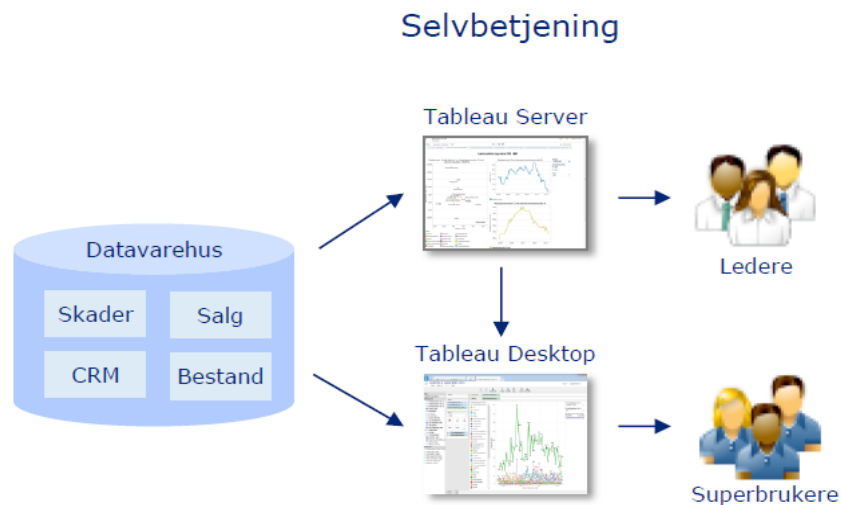 Selvbetjening
Tableau Server
Datavarehus
Skader
Salg
CRM
Bestand
Ledere
Tableau Desktop
Superbrukere